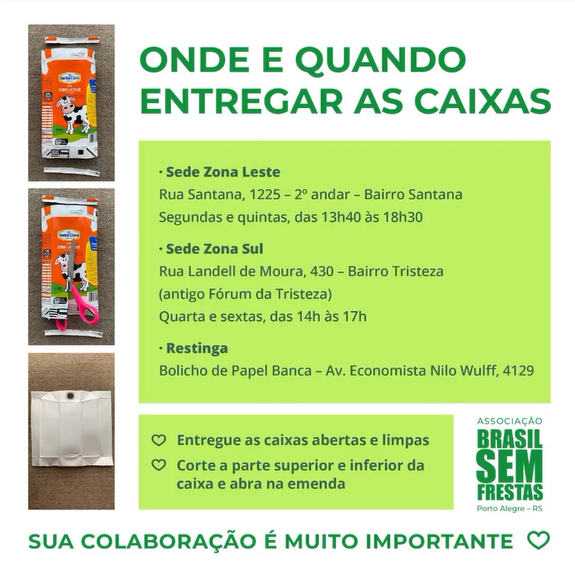 ONDE E QUANDO
ENTREGAR AS CAIXAS
· Sede Zona Leste
Rua Santana, 1225 – 2º andar – Bairro Santana
Segundas e quintas, das 13h40 às 18h30
· Sede Zona Sul
Rua Landell de Moura, 430 – Bairro Tristeza
(antigo Fórum da Tristeza)
Quarta e sextas, das 14h às 17h
· Restinga
Bolicho de Papel Banca – Av. Economista Nilo Wulff, 4129
Entregue as caixas abertas e limpas
Corte a parte superior e inferior da
caixa e abra na emenda
ASSOCIAÇÃO
BRASIL
SEM
FRESTAS
Porto Alegre – RS
SUA COLABORAÇÃO É MUITO IMPORTANTE
Santa Clara
Santa Clara